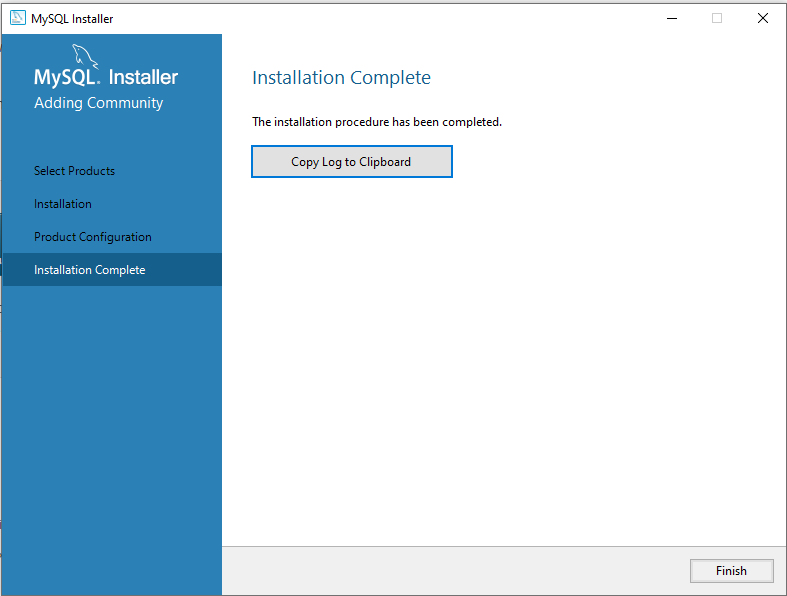 MySQL Installer
MySQL. Installer
Adding Community
Select Products
Installation
Product Configuration
Installation Complete
Installation Complete
The installation procedure has been completed.
Copy Log to Clipboard
Finish